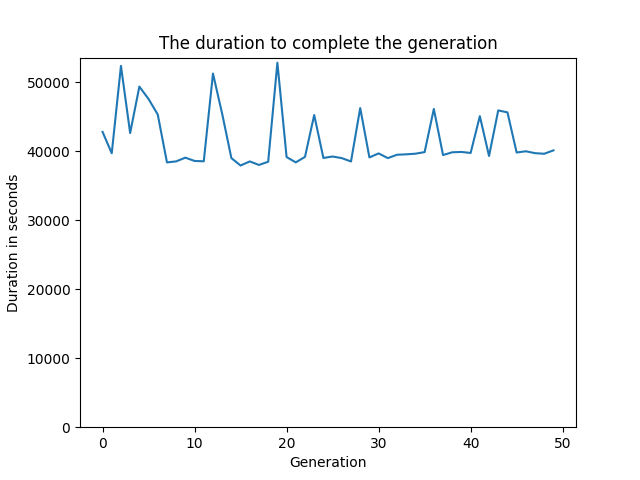 The duration to complete the generation
50000
40000
30000
20000
10000
0
Duration in seconds
0 10 20 30 40 50
Generation